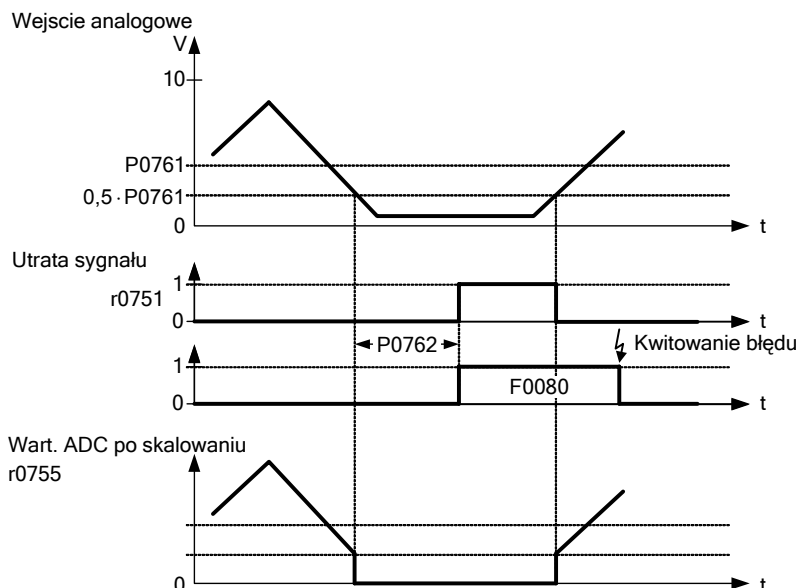 Wejscie analogowe
V
10
P0761
0,5 · P0761
0
t
Utrata sygnału
1
r0751
0
t
P0762
Kwitowanie błędu
1
F0080
0
t
Wart. ADC po skalowaniu
r0755
0
t